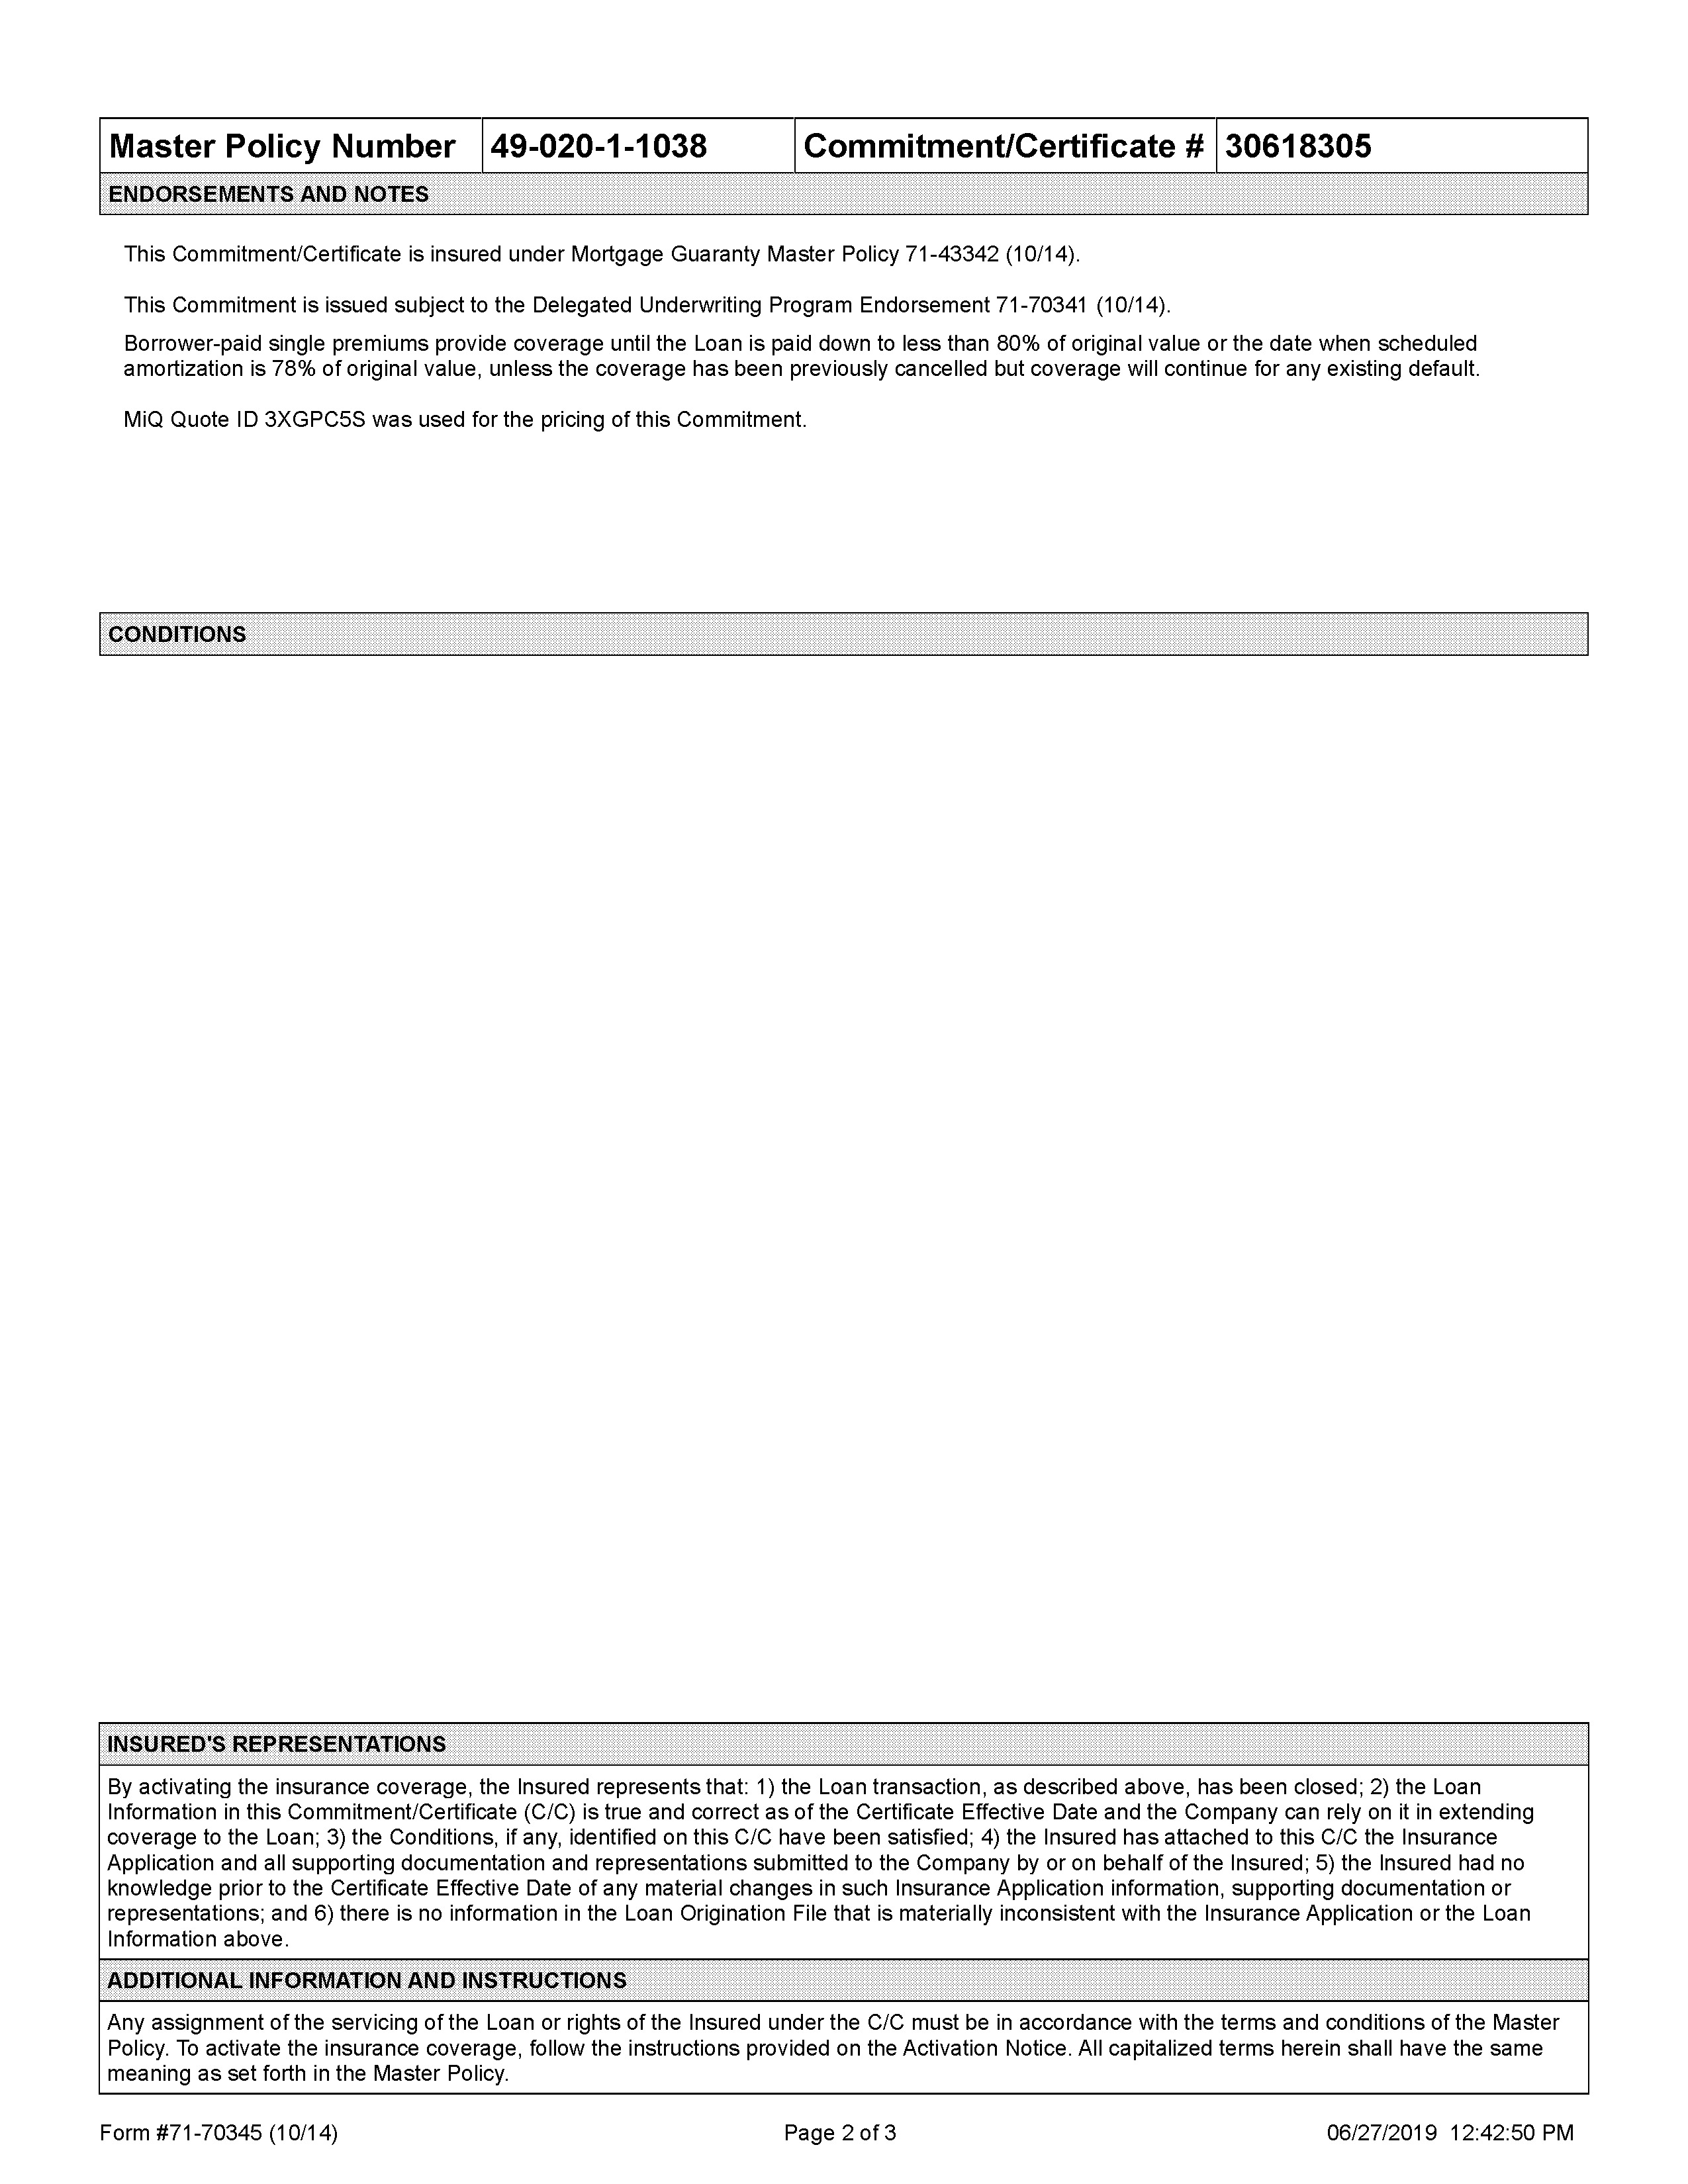 Master Policy Number 49-020-1-1038 Commitment/Certificate # 30618305
ENDORSEMENTS AND NOTES
This Commitment/Certificate is insured under Mortgage Guaranty Master Policy 71-43342 (10/14).
This Commitment is issued subject to the Delegated Underwriting Program Endorsement 71-70341 (10/14).
Borrower-paid single premiums provide coverage until the Loan is paid down to less than 80% of original value or the date when scheduled
amortization is 78% of original value, unless the coverage has been previously cancelled but coverage will continue for any existing default.
MiQ Quote ID 3XGPC5S was used for the pricing of this Commitment.
CONDITIONS
INSURED'S REPRESENTATIONS
By activating the insurance coverage, the Insured represents that: 1) the Loan transaction, as described above, has been closed; 2) the Loan
Information in this Commitment/Certificate (C/C) is true and correct as of the Certificate Effective Date and the Company can rely on it in extending
coverage to the Loan; 3) the Conditions, if any, identified on this C/C have been satisfied; 4) the Insured has attached to this C/C the Insurance
Application and all supporting documentation and representations submitted to the Company by or on behalf of the Insured; 5) the Insured had no
knowledge prior to the Certificate Effective Date of any material changes in such Insurance Application information, supporting documentation or
representations; and 6) there is no information in the Loan Origination File that is materially inconsistent with the Insurance Application or the Loan
Information above.
ADDITIONAL INFORMATION AND INSTRUCTIONS
Any assignment of the servicing of the Loan or rights of the Insured under the C/C must be in accordance with the terms and conditions of the Master
Policy. To activate the insurance coverage, follow the instructions provided on the Activation Notice. All capitalized terms herein shall have the same
meaning as set forth in the Master Policy.
Form #71-70345 (10/14) Page 2 of 3 06/27/2019 12:42:50 PM